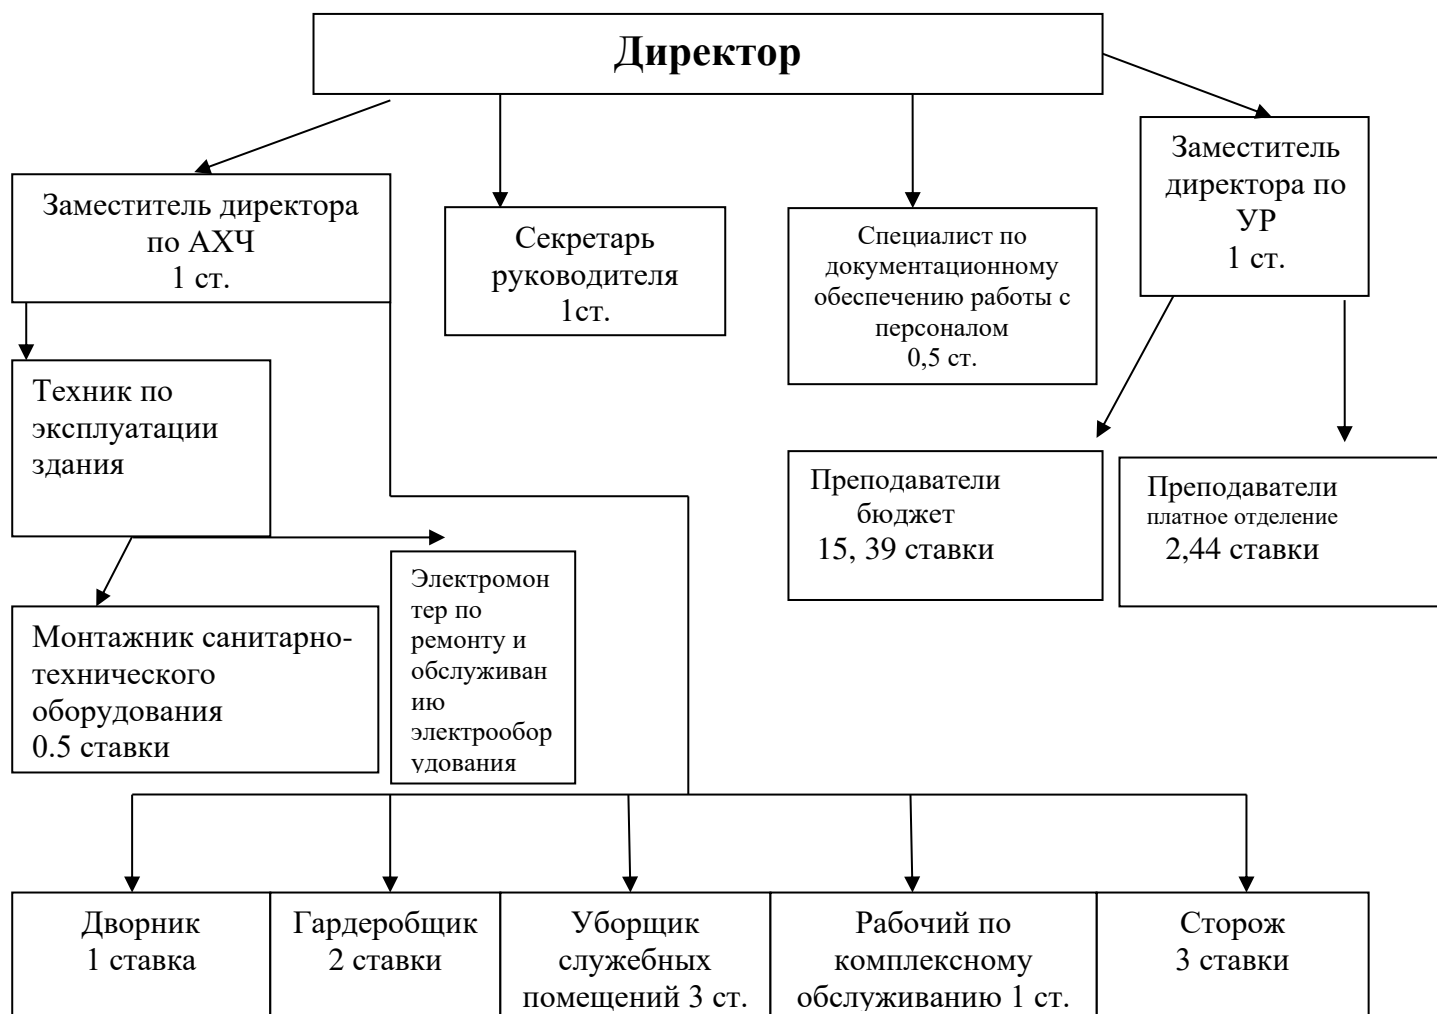 Директор
Заместитель директора
по АХЧ
1 ст.
Секретарь
руководителя
1ст.
Специалист по
документационному
обеспечению работы с
персоналом
0,5 ст.
Заместитель
директора по
УР
1 ст.
Техник по
эксплуатации
здания
Преподаватели
бюджет
15, 39 ставки
Преподаватели
платное отделение
2,44 ставки
Монтажник санитарно-
технического
оборудования
0.5 ставки
Электромон
тер по
ремонту и
обслуживан
ию
электрообор
удования
Дворник
1 ставка
Гардеробщик
2 ставки
Уборщик
служебных
помещений 3 ст.
Рабочий по
комплексному
обслуживанию 1 ст.
Сторож
3 ставки